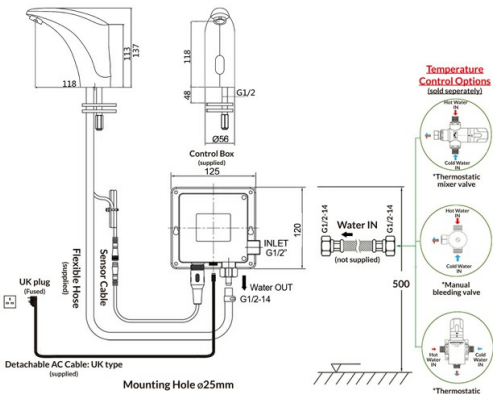 118
113
137
118
48
G1/2
Ø56
Control Box
(supplied)
125
120
INLET
G1/2"
Water OUT
G1/2-14
Flexible Hose
(supplied)
Sensor Cable
UK plug
(Fused)
Detachable AC Cable: UK type
(supplied)
Mounting Hole ø25mm
G1/2-14
Water IN
G1/2-14
(not supplied)
500
Temperature
Control Options
(sold seperately)
Hot Water
IN
Cold Water
IN
*Thermostatic
mixer valve
Hot Water
IN
Cold Water
IN
*Manual
bleeding valve
Hot
Water
IN
Cold
Water
IN
*Thermostatic